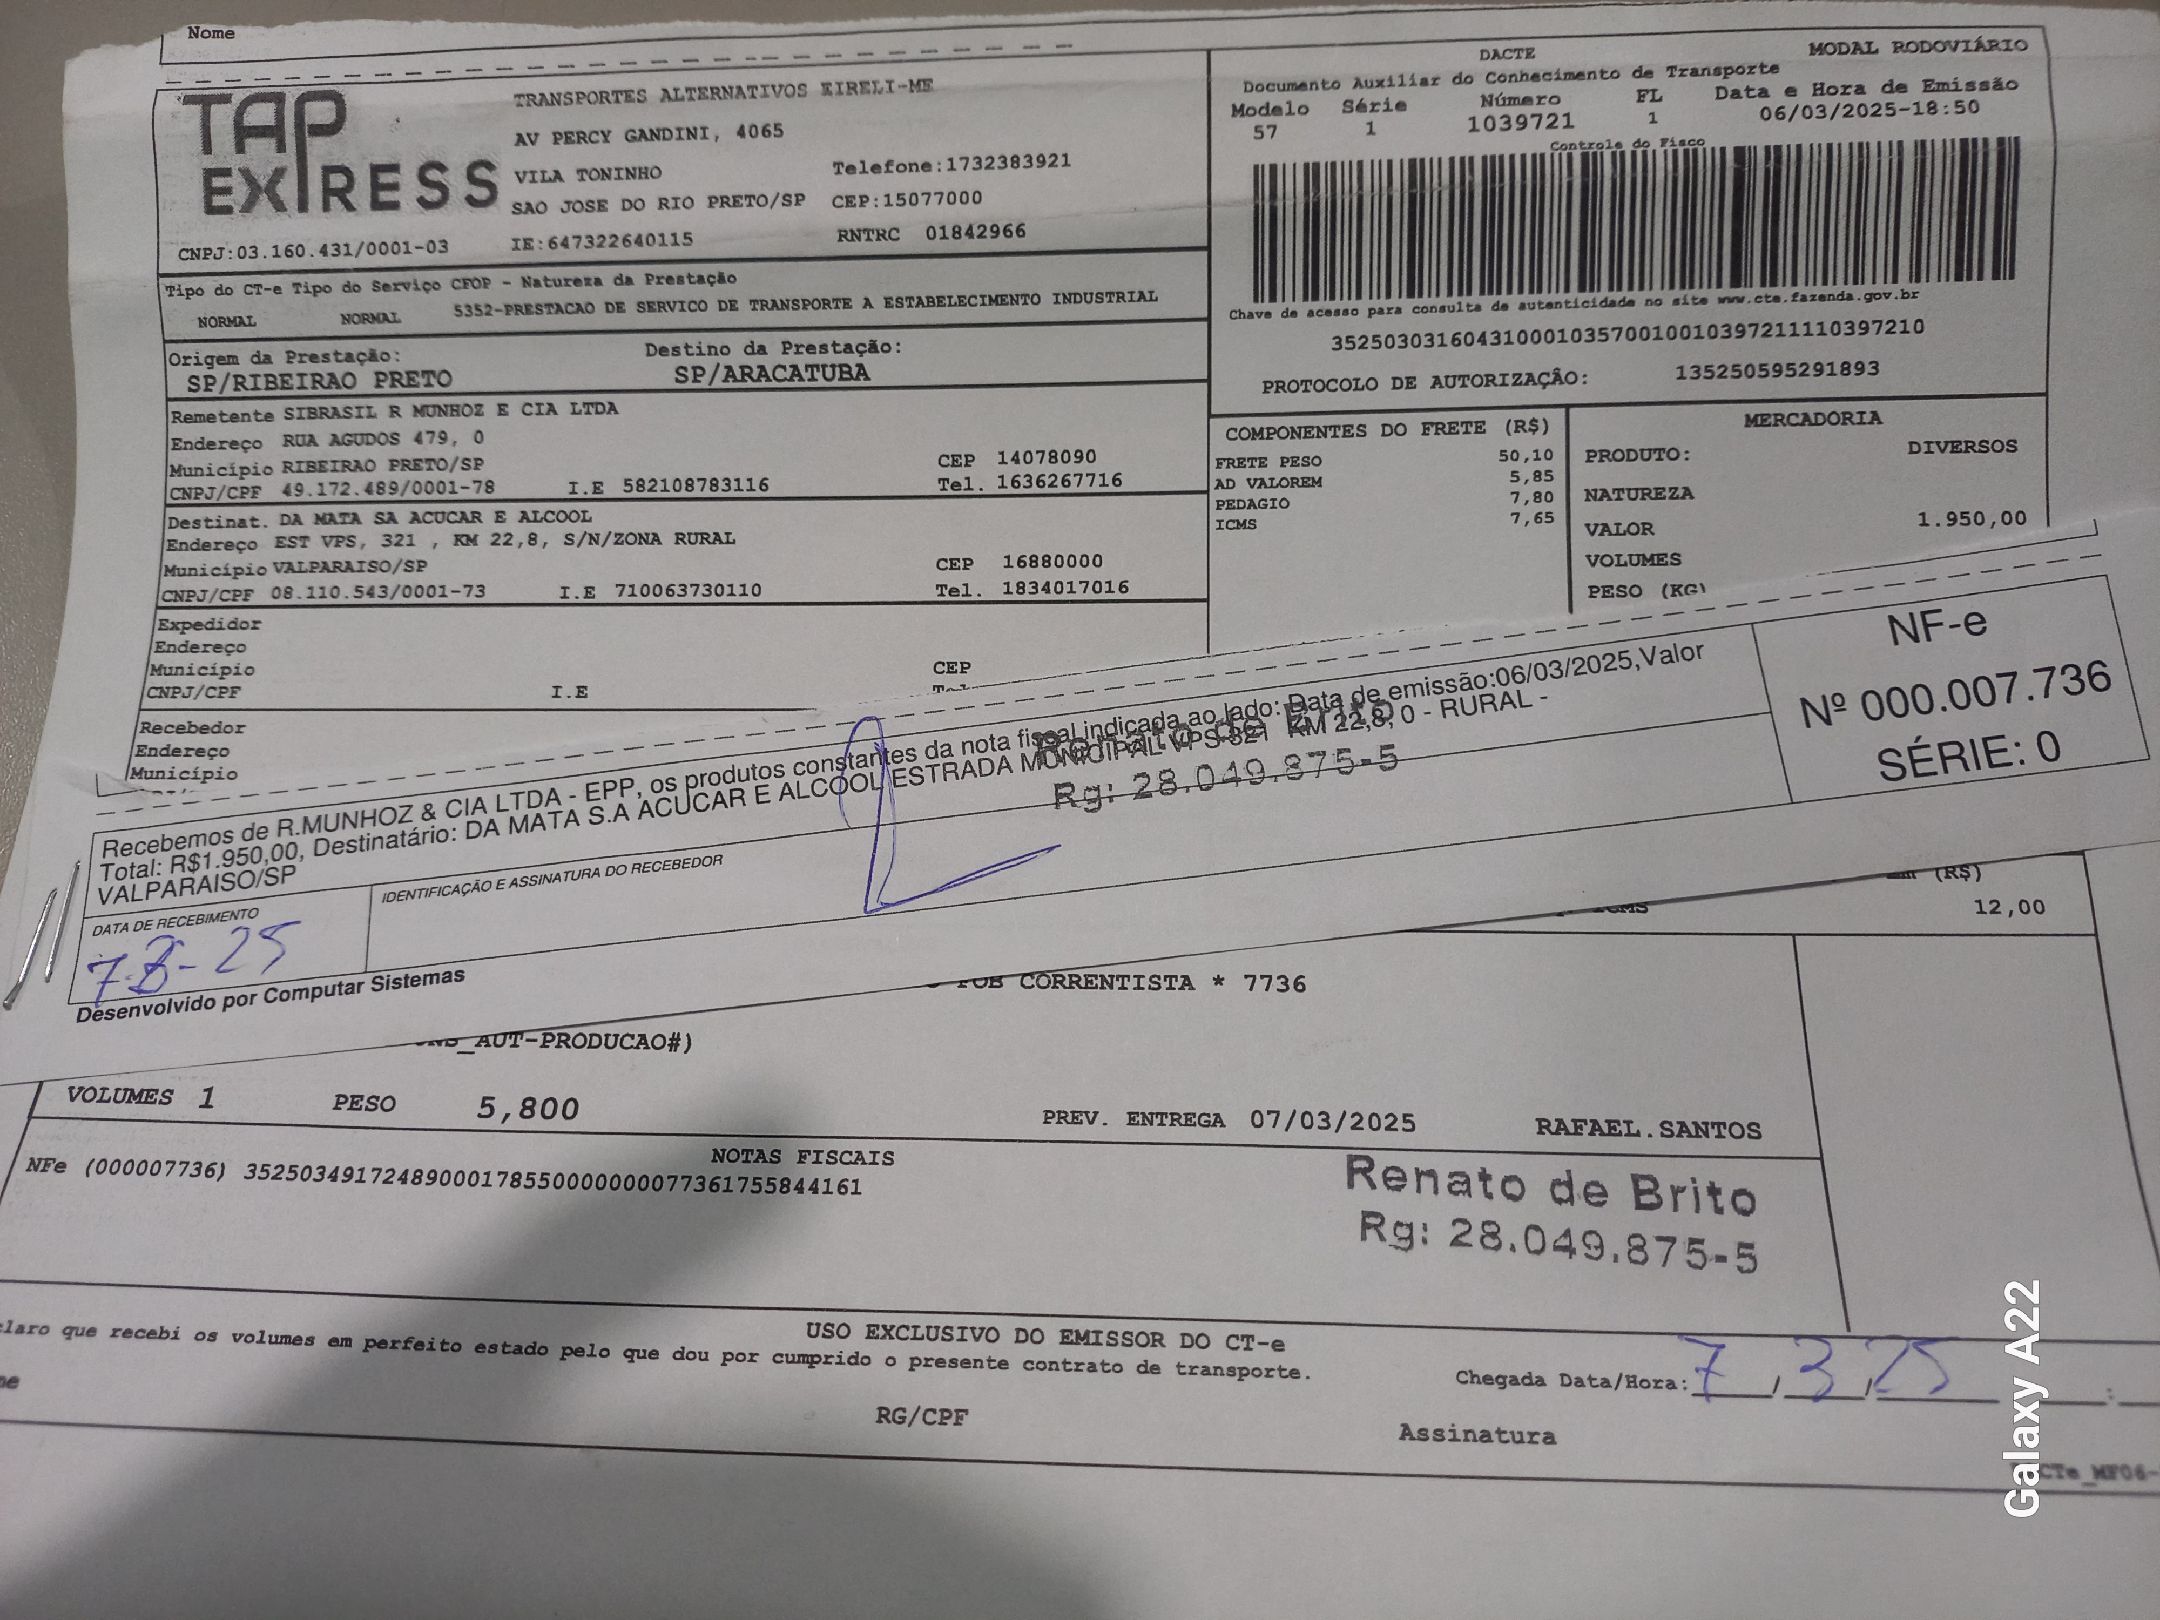 Nome
TAP EXPRESS
TRANSPORTES ALTERNATIVOS EIRELI-ME
AV PERCY GANDINI, 4065
VILA TONINHO Telefone:1732383921
SAO JOSE DO RIO PRETO/SP CEP:15077000
CNPJ:03.160.431/0001-03 IE:647322640115 RNTRC 01842966
DACTE MODAL RODOVIÁRIO
Documento Auxiliar do Conhecimento de Transporte
Modelo Série Número FL Data e Hora de Emissão
57 1 1039721 1 06/03/2025-18:50
Controle do Fisco
Chave de acesso para consulta de autenticidade no site www.cte.fazenda.gov.br
35250303160431000103570010010397211110397210
PROTOCOLO DE AUTORIZAÇÃO: 135250595291893
Tipo do CT-e Tipo do Serviço CFOP - Natureza da Prestação
NORMAL NORMAL 5352-PRESTACAO DE SERVICO DE TRANSPORTE A ESTABELECIMENTO INDUSTRIAL
Origem da Prestação: Destino da Prestação:
SP/RIBEIRAO PRETO SP/ARACATUBA
Remetente SIBRASIL R MUNHOZ E CIA LTDA
Endereço RUA AGUDOS 479, 0
Município RIBEIRAO PRETO/SP CEP 14078090
CNPJ/CPF 49.172.489/0001-78 I.E 582108783116 Tel. 1636267716
Destinat. DA MATA SA ACUCAR E ALCOOL
Endereço EST VPS, 321 , KM 22,8, S/N/ZONA RURAL
Município VALPARAISO/SP CEP 16880000
CNPJ/CPF 08.110.543/0001-73 I.E 710063730110 Tel. 1834017016
Expedidor
Endereço
Município CEP
CNPJ/CPF I.E
Recebedor
Endereço
Município
COMPONENTES DO FRETE (R$)
FRETE PESO 50,10
AD VALOREM 5,85
PEDAGIO 7,80
ICMS 7,65
MERCADORIA
PRODUTO: DIVERSOS
NATUREZA
VALOR 1.950,00
VOLUMES
PESO (KG)
Recebemos de R.MUNHOZ & CIA LTDA - EPP, os produtos constantes da nota fiscal indicada ao lado: Data de emissão:06/03/2025,Valor
Total: R$1.950,00, Destinatário: DA MATA S.A ACUCAR E ALCOOL ESTRADA MUNICIPAL VPS 321 KM 22,8, 0 - RURAL -
VALPARAISO/SP
Renato de Brito
Rg: 28.049.875-5
DATA DE RECEBIMENTO IDENTIFICAÇÃO E ASSINATURA DO RECEBEDOR
7-3-25
Desenvolvido por Computar Sistemas
NF-e
Nº 000.007.736
SÉRIE: 0
(R$)
12,00
FOB CORRENTISTA * 7736
_AUT-PRODUCAO#)
VOLUMES 1 PESO 5,800 PREV. ENTREGA 07/03/2025 RAFAEL.SANTOS
NOTAS FISCAIS
NFe (000007736) 35250349172489000178550000000077361755844161
Renato de Brito
Rg: 28.049.875-5
USO EXCLUSIVO DO EMISSOR DO CT-e
claro que recebi os volumes em perfeito estado pelo que dou por cumprido o presente contrato de transporte.
Chegada Data/Hora: 7 / 3 / 25 :
RG/CPF Assinatura
Galaxy A22